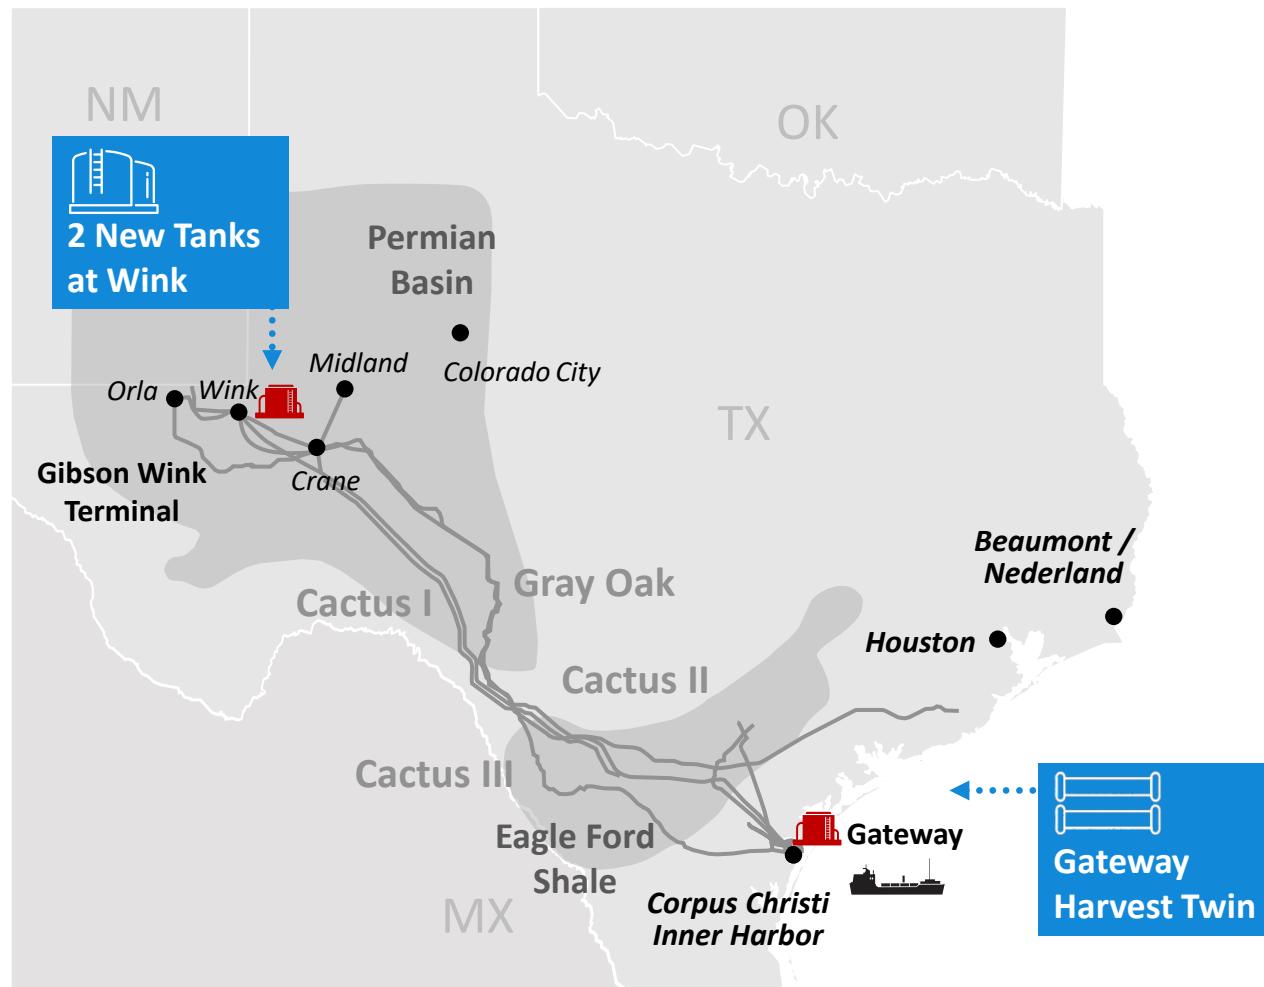 NM
OK
2 New Tanks
at Wink
Permian
Basin
Midland
Colorado City
Orla
Wink
TX
Gibson Wink
Terminal
Crane
Beaumont /
Nederland
Gray Oak
Cactus I
Houston
Cactus II
Cactus III
Eagle Ford
Shale
Gateway
Gateway
Harvest Twin
Corpus Christi
Inner Harbor
MX